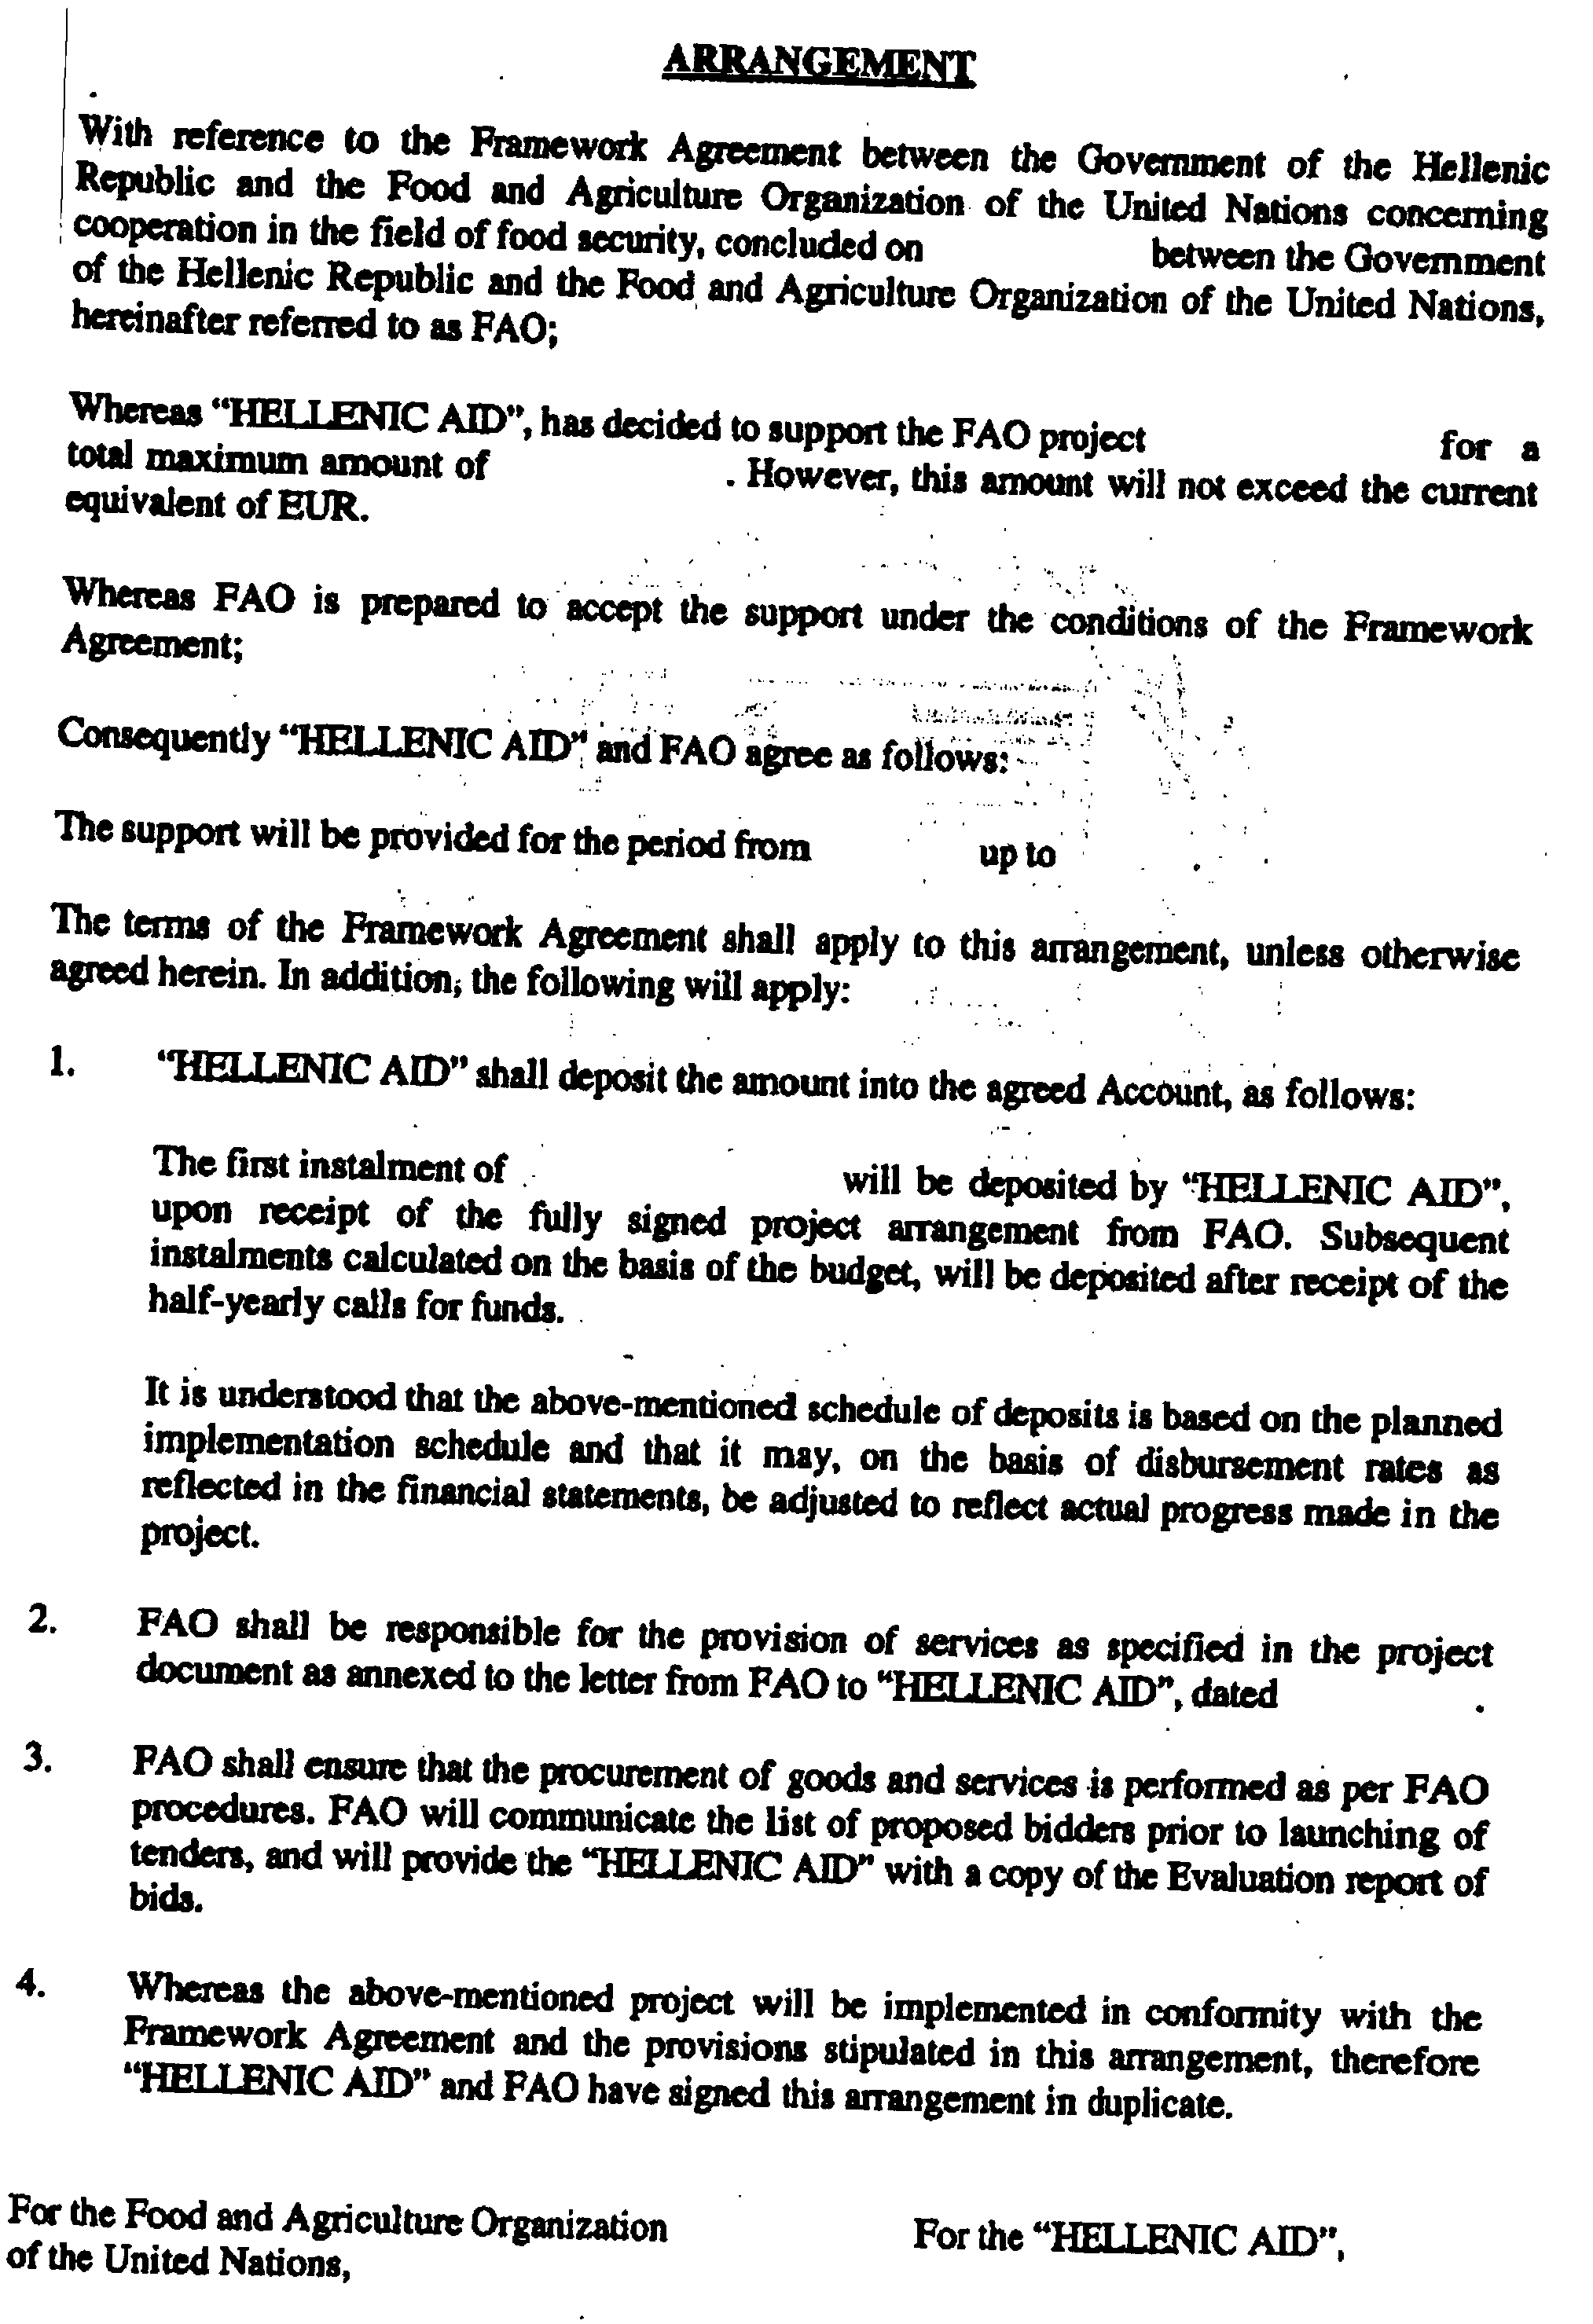 ARRANGEMENT
With reference to the Framework Agreement between the Government of the Hellenic
Republic and the Food and Agriculture Organization of the United Nations concerning
cooperation in the field of food security, concluded on between the Government
of the Hellenic Republic and the Food and Agriculture Organization of the United Nations,
hereinafter referred to as FAO;
Whereas “HELLENIC AID”, has decided to support the FAO project for a
total maximum amount of . However, this amount will not exceed the current
equivalent of EUR.
Whereas FAO is prepared to accept the support under the conditions of the Framework
Agreement;
Consequently “HELLENIC AID” and FAO agree as follows:
The support will be provided for the period from up to .
The terms of the Framework Agreement shall apply to this arrangement, unless otherwise
agreed herein. In addition, the following will apply:
1. “HELLENIC AID” shall deposit the amount into the agreed Account, as follows:
The first instalment of will be deposited by “HELLENIC AID”,
upon receipt of the fully signed project arrangement from FAO. Subsequent
instalments calculated on the basis of the budget, will be deposited after receipt of the
half-yearly calls for funds.
It is understood that the above-mentioned schedule of deposits is based on the planned
implementation schedule and that it may, on the basis of disbursement rates as
reflected in the financial statements, be adjusted to reflect actual progress made in the
project.
2. FAO shall be responsible for the provision of services as specified in the project
document as annexed to the letter from FAO to “HELLENIC AID”, dated .
3. FAO shall ensure that the procurement of goods and services is performed as per FAO
procedures. FAO will communicate the list of proposed bidders prior to launching of
tenders, and will provide the “HELLENIC AID” with a copy of the Evaluation report of
bids.
4. Whereas the above-mentioned project will be implemented in conformity with the
Framework Agreement and the provisions stipulated in this arrangement, therefore
“HELLENIC AID” and FAO have signed this arrangement in duplicate.
For the Food and Agriculture Organization
of the United Nations,
For the “HELLENIC AID”,